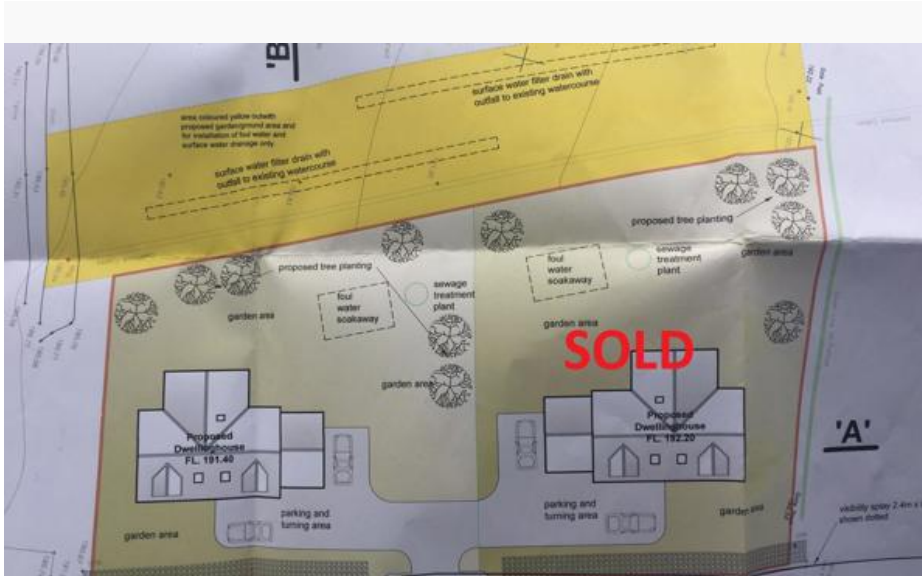 'B'
surface water filter drain with
outfall to existing watercourse
area coloured yellow outwith
proposed garden/ground area and
for installation of foul water and
surface water drainage only.
surface water filter drain with
outfall to existing watercourse
proposed tree planting
garden area
sewage
treatment
plant
foul
water
soakaway
garden area
proposed tree planting
sewage
treatment
plant
foul
water
soakaway
garden aea
garden area
SOLD
Proposed
Dwellinghouse
FL. 191.40
Proposed
Dwellinghouse
FL. 192.20
'A'
parking and
turning area
parking and
turning area
garden area
garden area
visibility splay 2.4m x
shown dotted